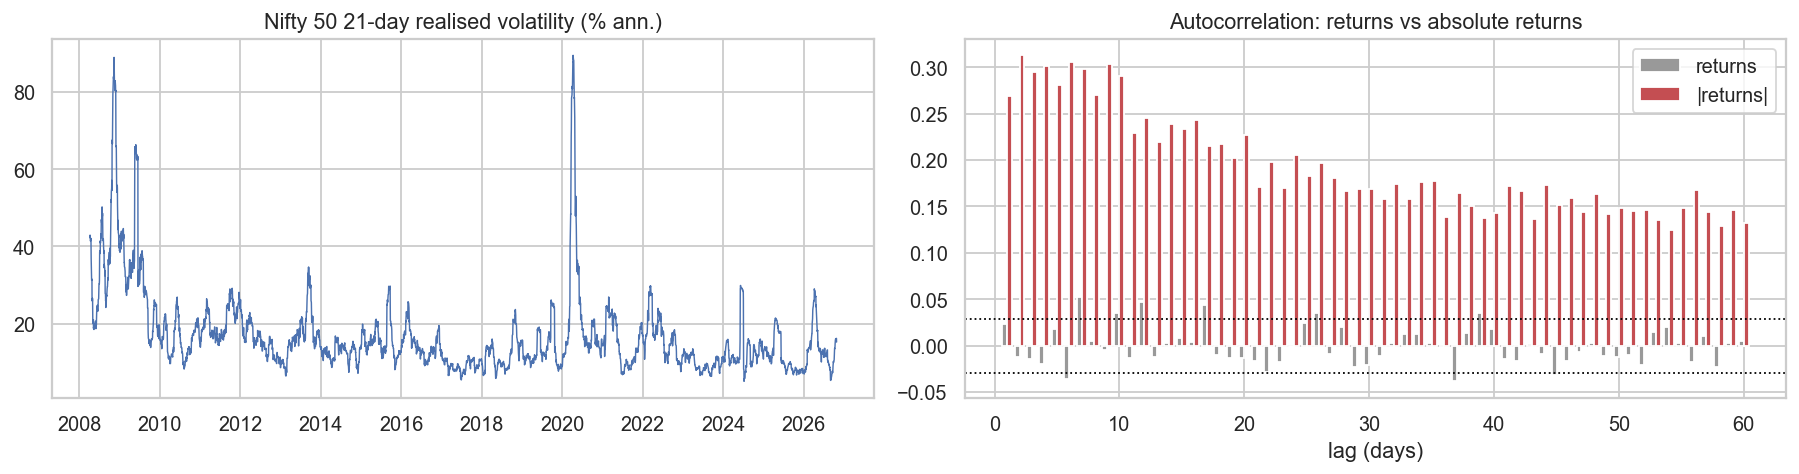 Nifty 50 21-day realised volatility (% ann.)
80
60
40
20
2008 2010 2012 2014 2016 2018 2020 2022 2024 2026
Autocorrelation: returns vs absolute returns
returns
|returns|
0.30
0.25
0.20
0.15
0.10
0.05
0.00
−0.05
0 10 20 30 40 50 60
lag (days)